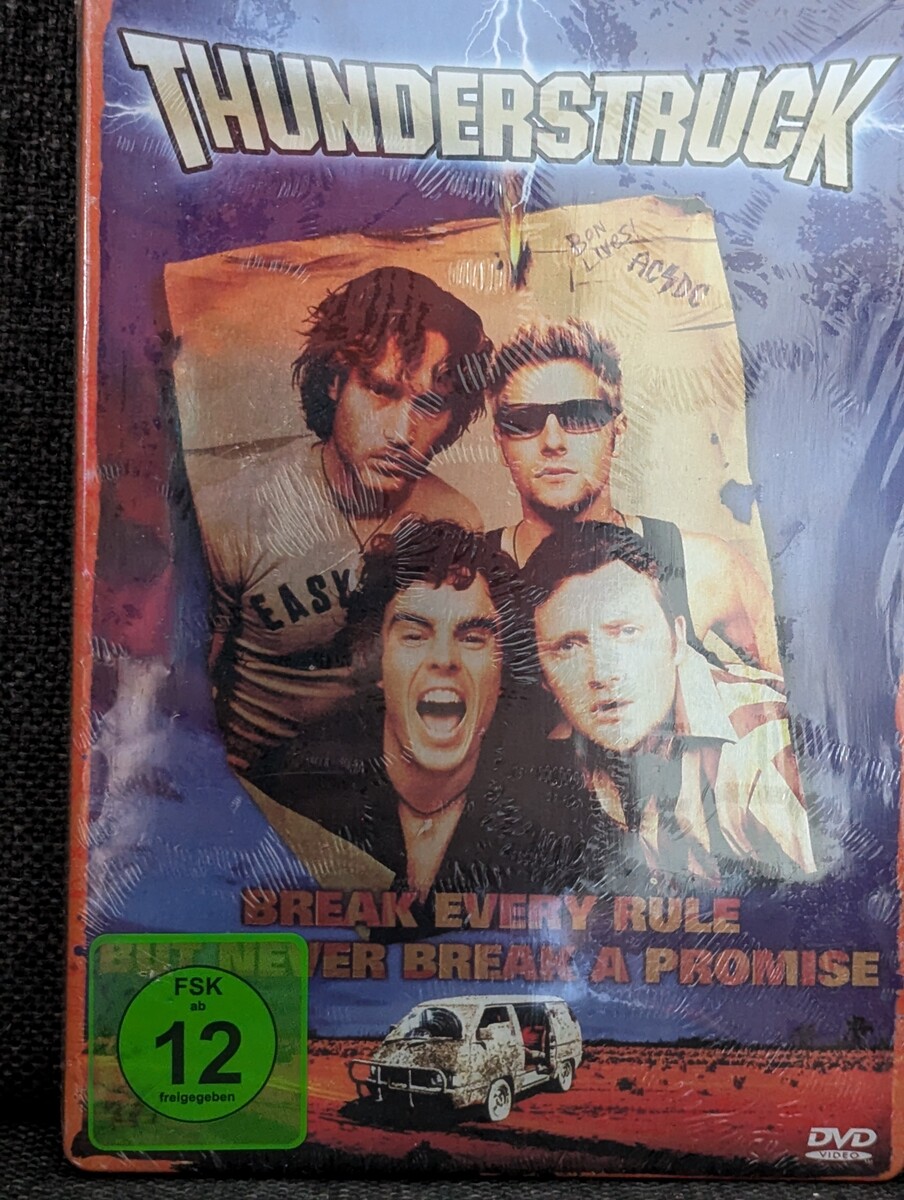 THUNDERSTRUCK
BON
LIVES!
AC⚡DC
EASY
BREAK EVERY RULE
BUT NEVER BREAK A PROMISE
FSK
ab
12
freigegeben
DVD
VIDEO